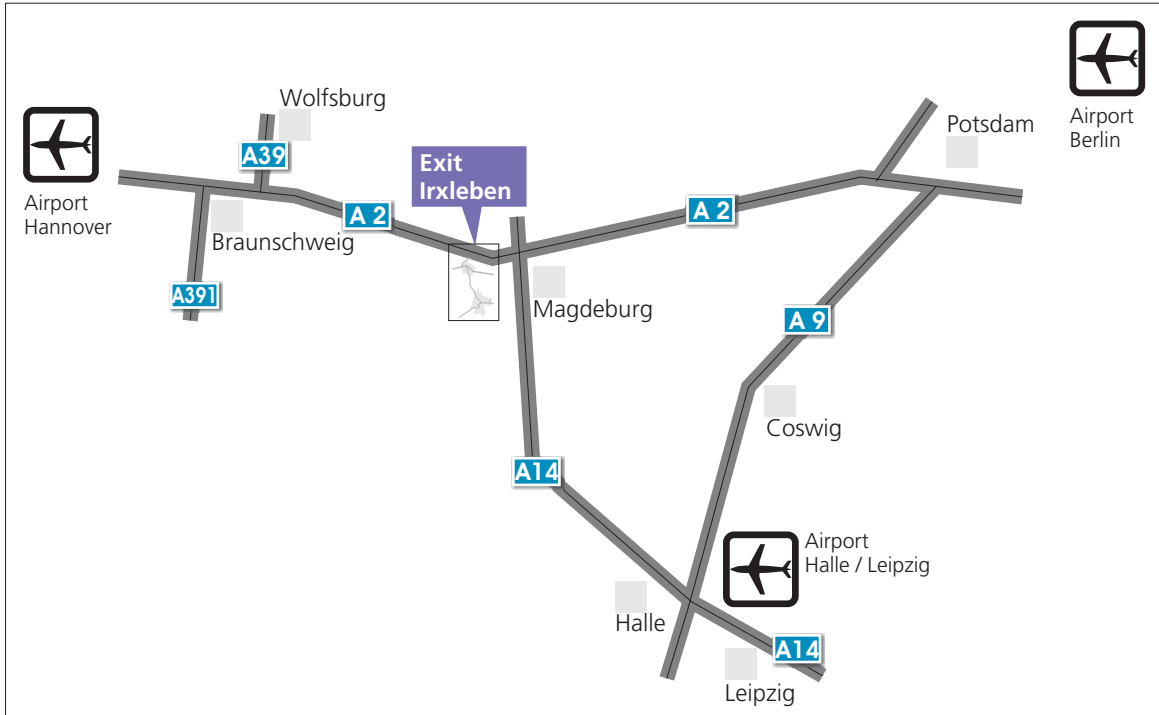 Airport
Berlin
Wolfsburg
Potsdam
A39
Exit
Irxleben
Airport
Hannover
A 2
A 2
Braunschweig
A391
Magdeburg
A 9
Coswig
A14
Airport
Halle / Leipzig
Halle
A14
Leipzig